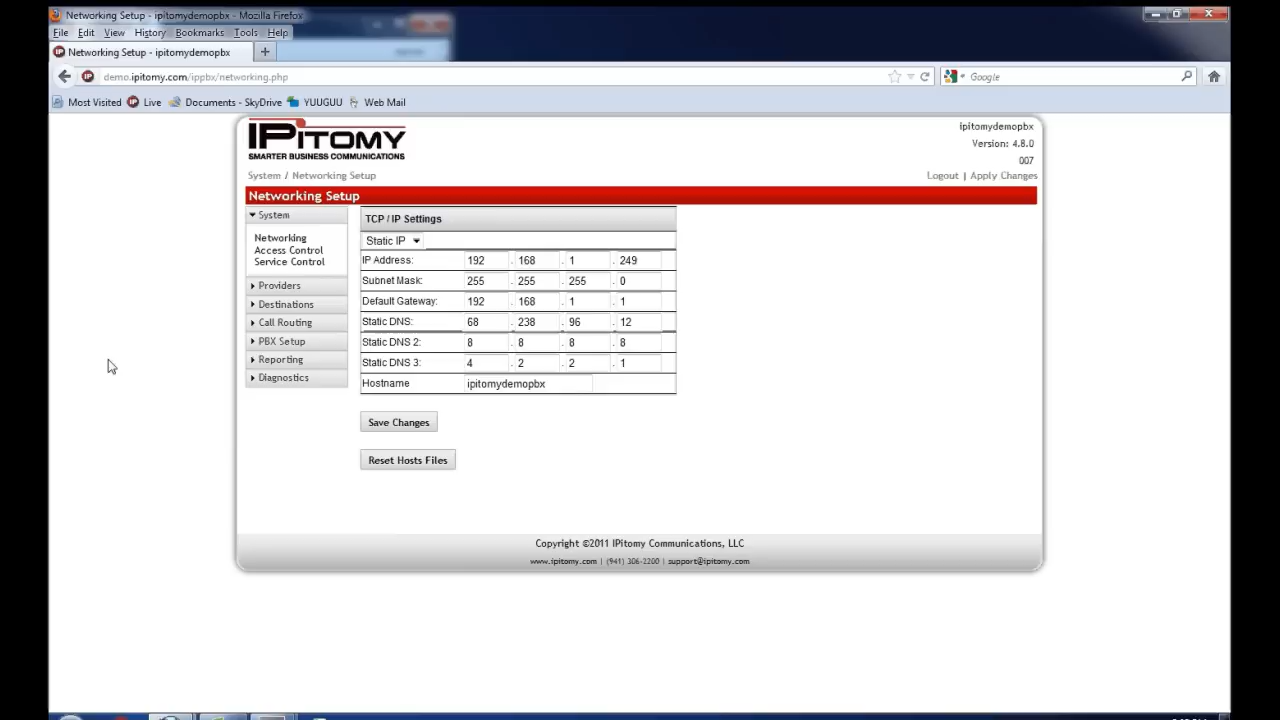 Networking Setup - ipitomydemopbx - Mozilla Firefox
File Edit View History Bookmarks Tools Help
Networking Setup - ipitomydemopbx +
demo.ipitomy.com/ippbx/networking.php Google
Most Visited Live Documents - SkyDrive YUUGUU Web Mail
IPITOMY
SMARTER BUSINESS COMMUNICATIONS
ipitomydemopbx
Version: 4.8.0
007
System / Networking Setup
Logout | Apply Changes
Networking Setup
System
Networking
Access Control
Service Control
Providers
Destinations
Call Routing
PBX Setup
Reporting
Diagnostics
TCP / IP Settings
Static IP
IP Address: 192 . 168 . 1 . 249
Subnet Mask: 255 . 255 . 255 . 0
Default Gateway: 192 . 168 . 1 . 1
Static DNS: 68 . 238 . 96 . 12
Static DNS 2: 8 . 8 . 8 . 8
Static DNS 3: 4 . 2 . 2 . 1
Hostname ipitomydemopbx
Save Changes
Reset Hosts Files
Copyright ©2011 IPitomy Communications, LLC
www.ipitomy.com | (941) 306-2200 | support@ipitomy.com